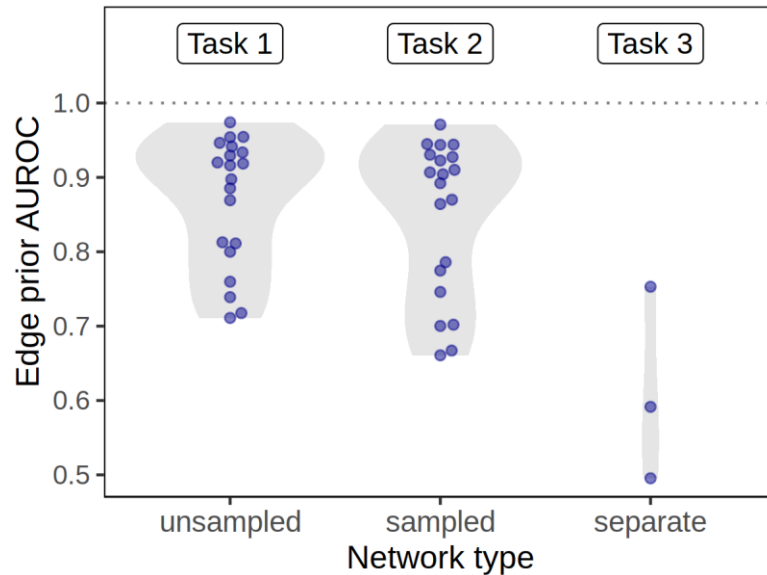 Task 1 Task 2 Task 3
Edge prior AUROC
1.0
0.9
0.8
0.7
0.6
0.5
unsampled sampled separate
Network type